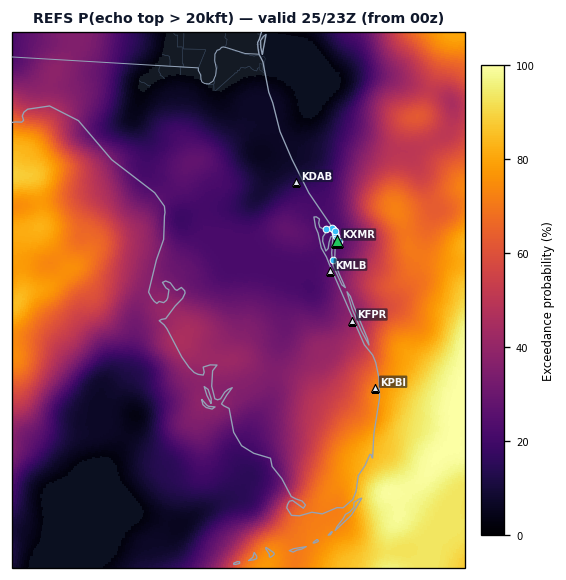 REFS P(echo top > 20kft) — valid 25/23Z (from 00z)
KDAB
KXMR
KMLB
KFPR
KPBI
100
80
60
40
20
0
Exceedance probability (%)